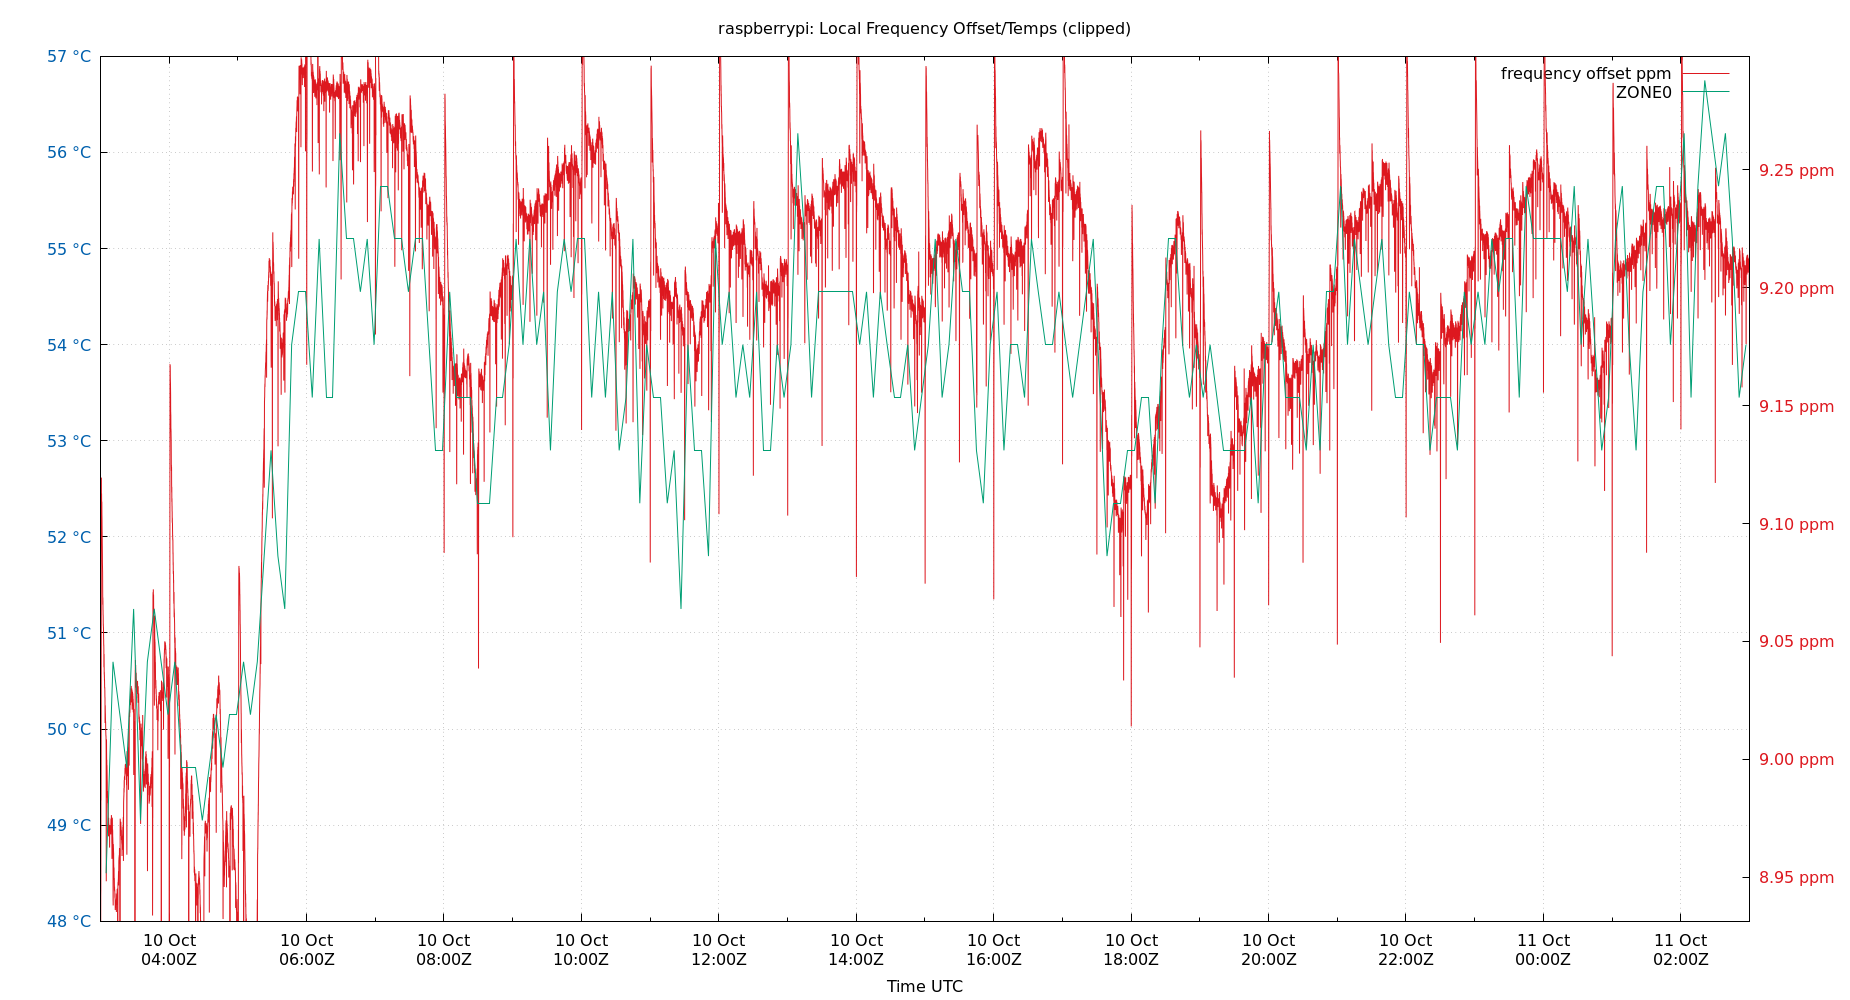 raspberrypi: Local Frequency Offset/Temps (clipped)
57 °C
56 °C
55 °C
54 °C
53 °C
52 °C
51 °C
50 °C
49 °C
48 °C
frequency offset ppm
ZONE0
9.25 ppm
9.20 ppm
9.15 ppm
9.10 ppm
9.05 ppm
9.00 ppm
8.95 ppm
10 Oct 10 Oct 10 Oct 10 Oct 10 Oct 10 Oct 10 Oct 10 Oct 10 Oct 10 Oct 11 Oct 11 Oct
04:00Z 06:00Z 08:00Z 10:00Z 12:00Z 14:00Z 16:00Z 18:00Z 20:00Z 22:00Z 00:00Z 02:00Z
Time UTC